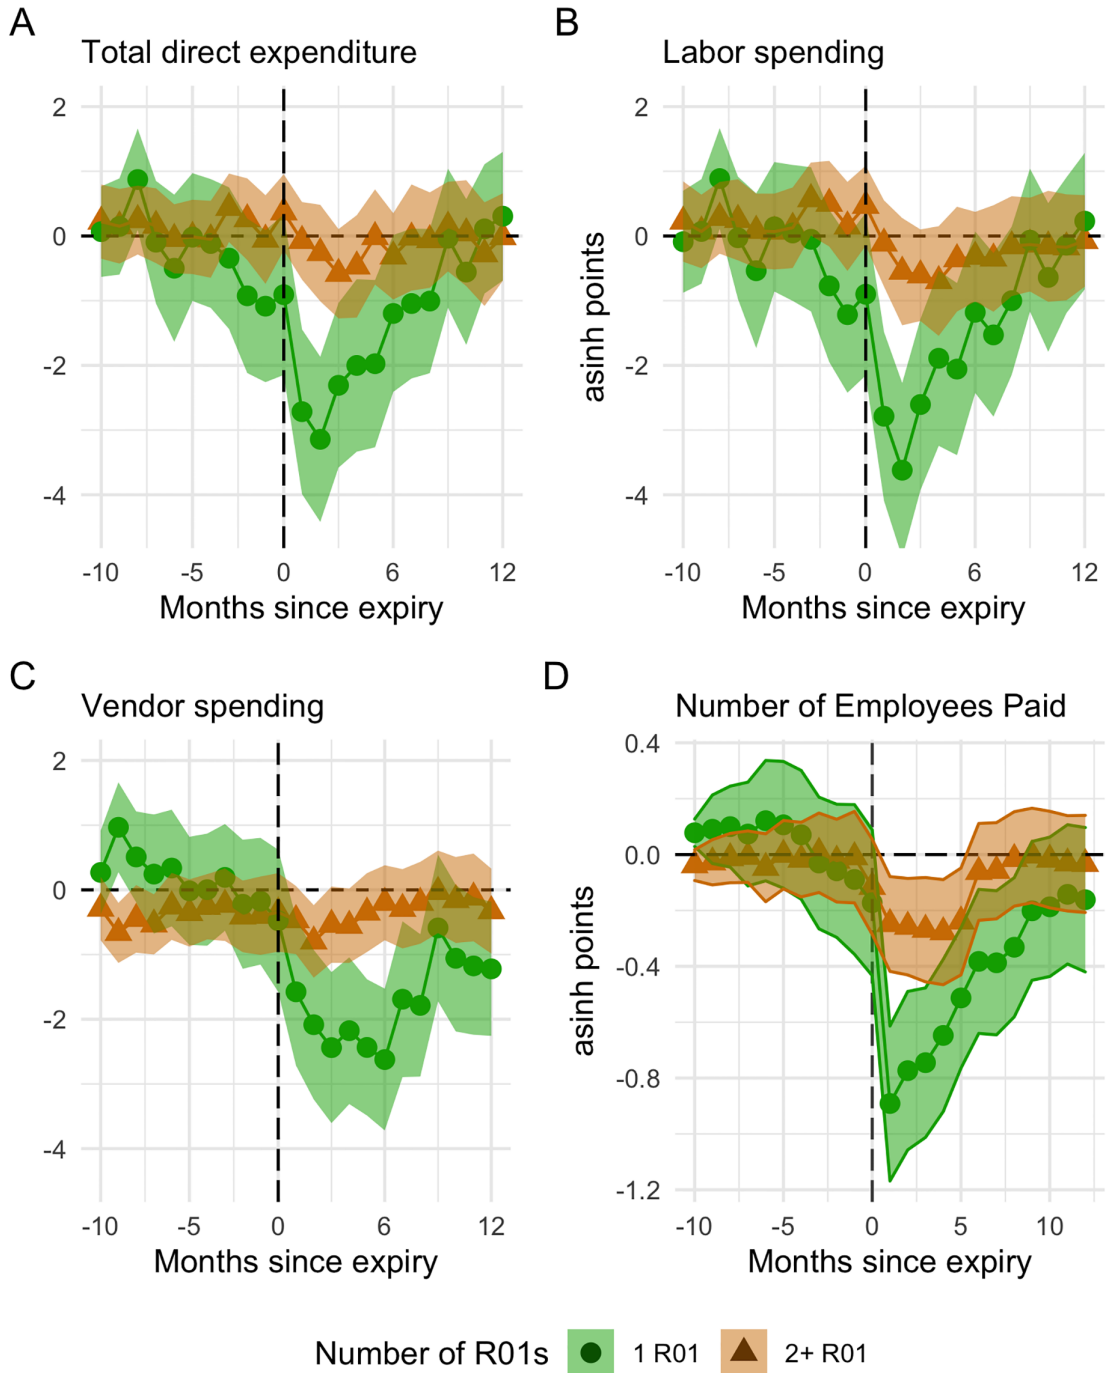 A
B
Total direct expenditure
Labor spending
2
0
-2
-4
-10 -5 0 6 12
Months since expiry
asinh points
2
0
-2
-4
-10 -5 0 6 12
Months since expiry
C
D
Vendor spending
Number of Employees Paid
2
0
-2
-4
-10 -5 0 6 12
Months since expiry
asinh points
0.4
0.0
-0.4
-0.8
-1.2
-10 -5 0 5 10
Months since expiry
Number of R01s 1 R01 2+ R01